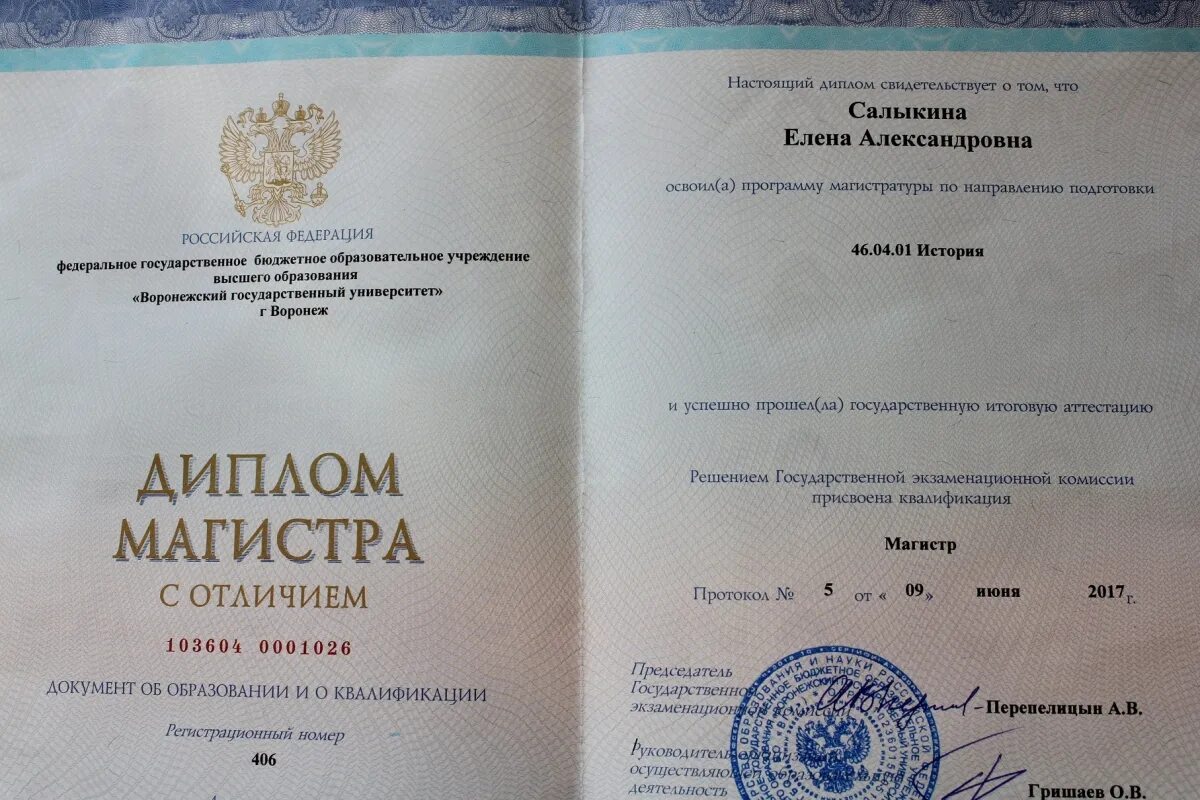 РОССИЙСКАЯ ФЕДЕРАЦИЯ
федеральное государственное бюджетное образовательное учреждение
высшего образования
«Воронежский государственный университет»
г Воронеж
ДИПЛОМ
МАГИСТРА
С ОТЛИЧИЕМ
103604 0001026
ДОКУМЕНТ ОБ ОБРАЗОВАНИИ И О КВАЛИФИКАЦИИ
Регистрационный номер
406
Настоящий диплом свидетельствует о том, что
Салыкина
Елена Александровна
освоил(а) программу магистратуры по направлению подготовки
46.04.01 История
и успешно прошел(ла) государственную итоговую аттестацию
Решением Государственной экзаменационной комиссии
присвоена квалификация
Магистр
Протокол № 5 от « 09 » июня 2017 г.
Председатель
Государственной
экзаменационной Перепелицын А.В.
Руководитель
осуществляющей
деятельность Гришаев О.В.